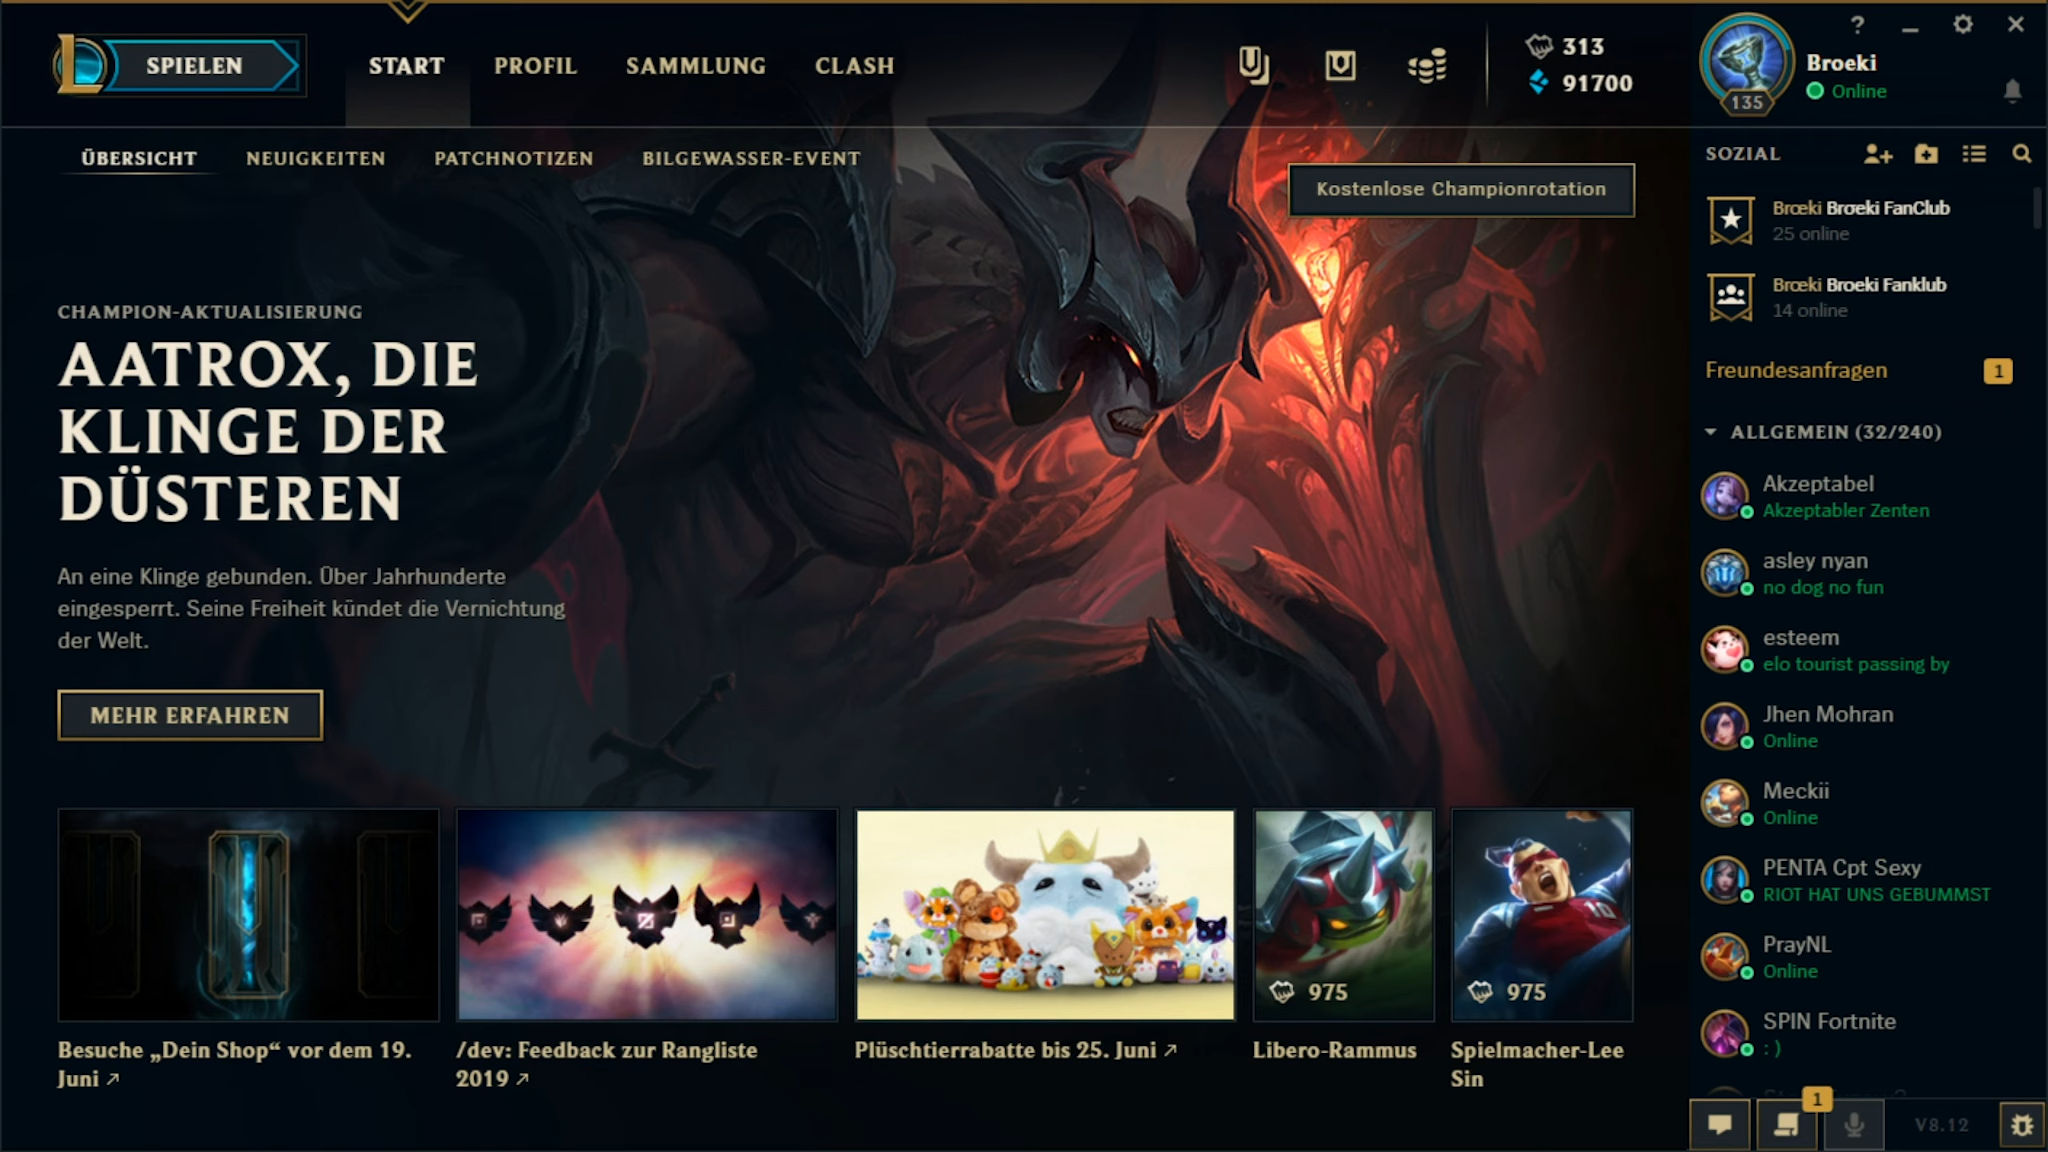 SPIELEN
START
PROFIL
SAMMLUNG
CLASH
313
91700
135
Broeki
Online
ÜBERSICHT
NEUIGKEITEN
PATCHNOTIZEN
BILGEWASSER-EVENT
Kostenlose Championrotation
CHAMPION-AKTUALISIERUNG
AATROX, DIE
KLINGE DER
DÜSTEREN
An eine Klinge gebunden. Über Jahrhunderte
eingesperrt. Seine Freiheit kündet die Vernichtung
der Welt.
MEHR ERFAHREN
975
975
10
Besuche „Dein Shop“ vor dem 19.
Juni ↗
/dev: Feedback zur Rangliste
2019 ↗
Plüschtierrabatte bis 25. Juni ↗
Libero-Rammus
Spielmacher-Lee
Sin
SOZIAL
Brœki Broeki FanClub
25 online
Brœki Broeki Fanklub
14 online
Freundesanfragen
1
ALLGEMEIN (32/240)
Akzeptabel
Akzeptabler Zenten
asley nyan
no dog no fun
esteem
elo tourist passing by
Jhen Mohran
Online
Meckii
Online
PENTA Cpt Sexy
RIOT HAT UNS GEBUMMST
PrayNL
Online
SPIN Fortnite
: )
1
V8.12